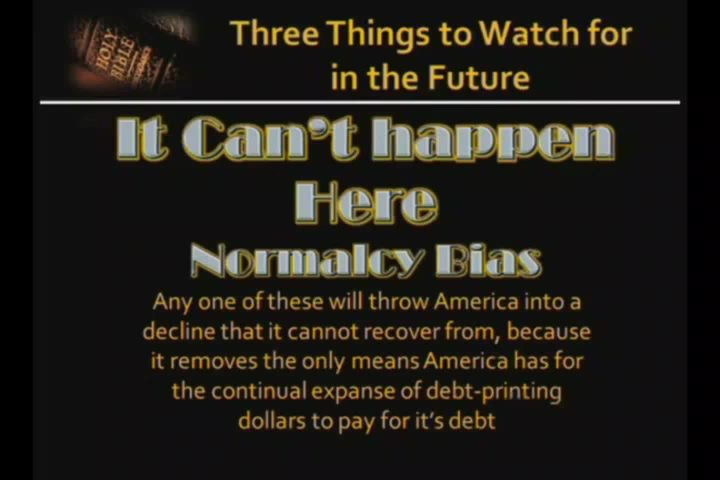 HOLY
BIBLE
Three Things to Watch for
in the Future
It Can't happen
Here
Normalcy Bias
Any one of these will throw America into a
decline that it cannot recover from, because
it removes the only means America has for
the continual expanse of debt-printing
dollars to pay for it's debt